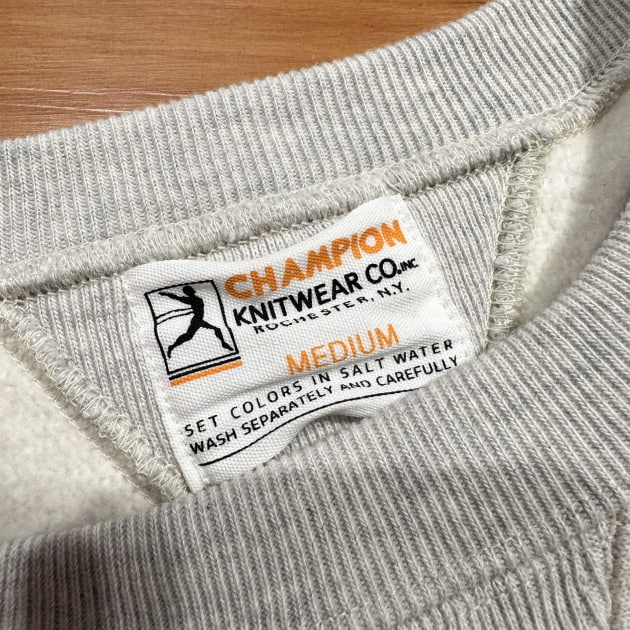 CHAMPION
KNITWEAR CO.,INC.
ROCHESTER, N.Y.
MEDIUM
SET COLORS IN SALT WATER
WASH SEPARATELY AND CAREFULLY